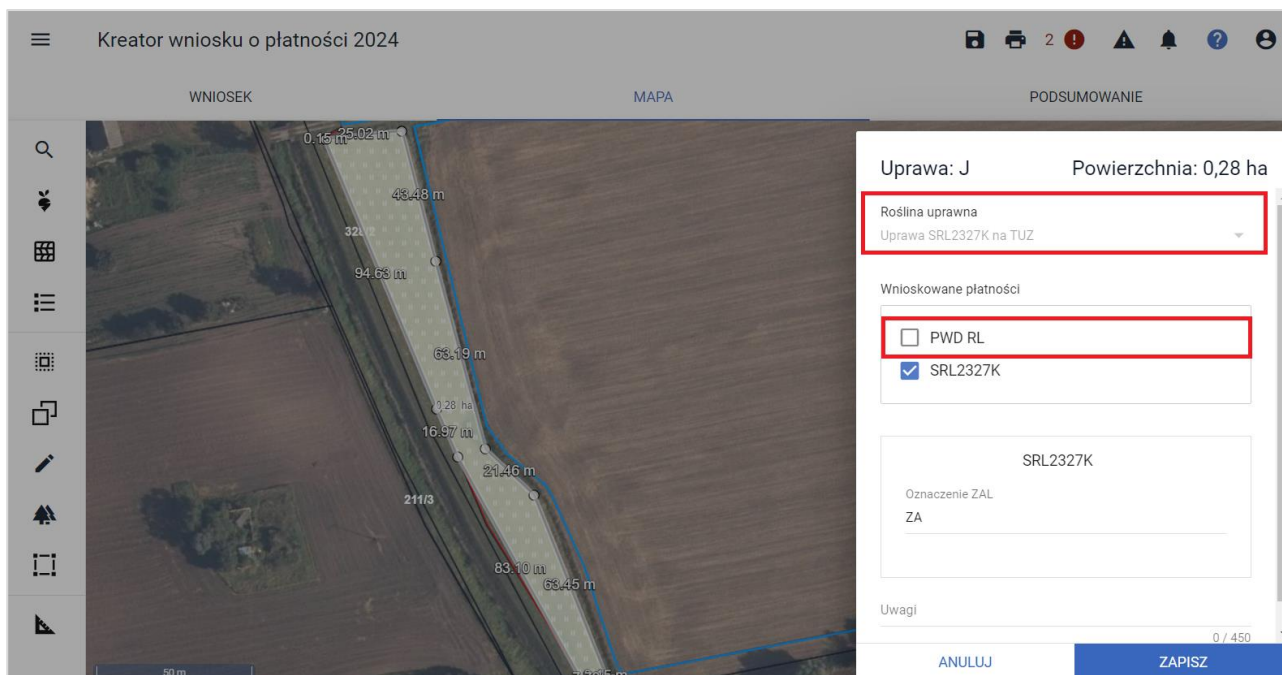 Kreator wniosku o płatności 2024
2
WNIOSEK
MAPA
PODSUMOWANIE
0.15 m
25.02 m
43.48 m
94.63 m
63.19 m
0,28 ha
16.97 m
21.46 m
211/3
83.10 m
63.45 m
50 m
Uprawa: J
Powierzchnia: 0,28 ha
Roślina uprawna
Uprawa SRL2327K na TUZ
Wnioskowane płatności
PWD RL
SRL2327K
SRL2327K
Oznaczenie ZAL
ZA
Uwagi
0 / 450
ANULUJ
ZAPISZ